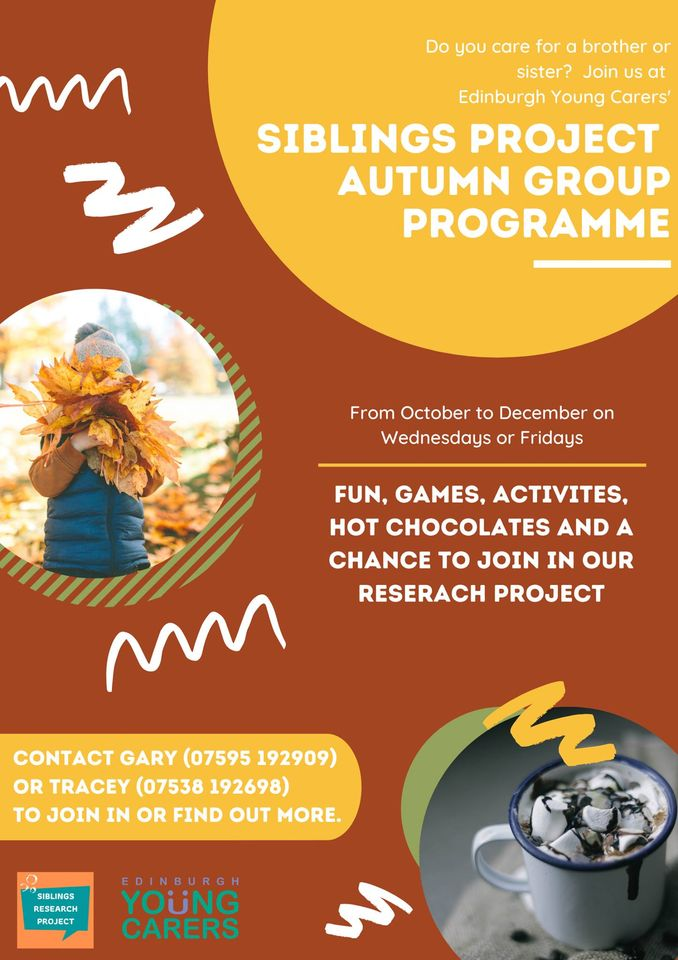 Do you care for a brother or
sister? Join us at
Edinburgh Young Carers'
SIBLINGS PROJECT
AUTUMN GROUP
PROGRAMME
From October to December on
Wednesdays or Fridays
FUN, GAMES, ACTIVITES,
HOT CHOCOLATES AND A
CHANCE TO JOIN IN OUR
RESERACH PROJECT
CONTACT GARY (07595 192909)
OR TRACEY (07538 192698)
TO JOIN IN OR FIND OUT MORE.
SIBLINGS
RESEARCH
PROJECT
EDINBURGH
YOUNG
CARERS